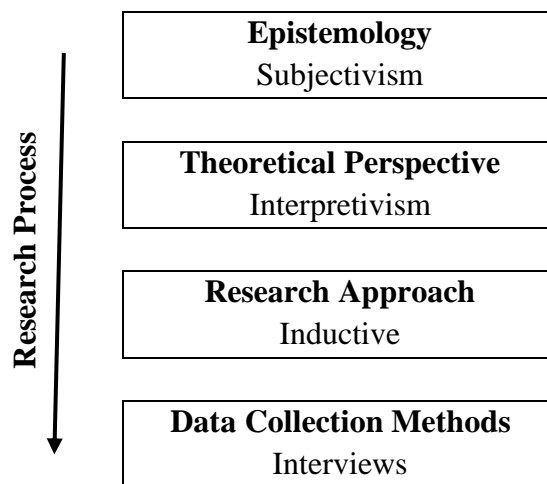 Research Process
Epistemology
Subjectivism
Theoretical Perspective
Interpretivism
Research Approach
Inductive
Data Collection Methods
Interviews